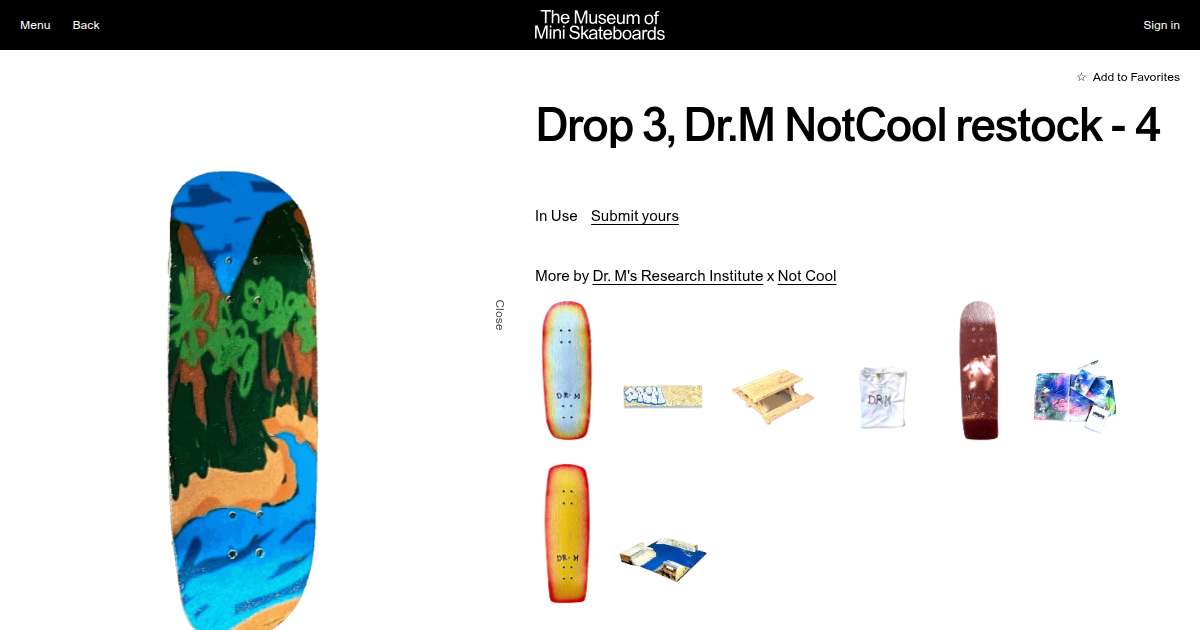 Menu
Back
The Museum of
Mini Skateboards
Sign in
☆ Add to Favorites
Drop 3, Dr.M NotCool restock - 4
In Use Submit yours
More by Dr. M's Research Institute x Not Cool
Close
DR. M
DR M
DR. M